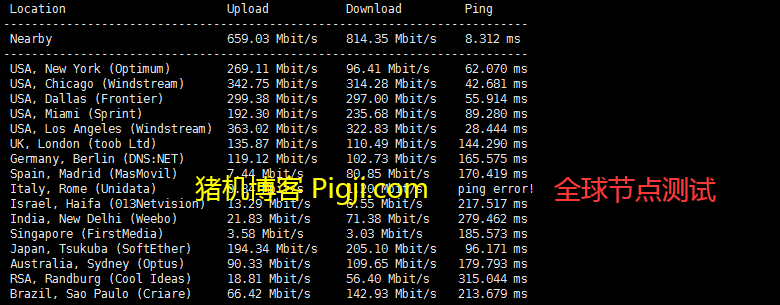 Location Upload Download Ping
Nearby 659.03 Mbit/s 814.35 Mbit/s 8.312 ms
USA, New York (Optimum) 269.11 Mbit/s 96.41 Mbit/s 62.070 ms
USA, Chicago (Windstream) 342.75 Mbit/s 314.28 Mbit/s 42.681 ms
USA, Dallas (Frontier) 299.38 Mbit/s 297.00 Mbit/s 55.914 ms
USA, Miami (Sprint) 192.30 Mbit/s 235.68 Mbit/s 89.280 ms
USA, Los Angeles (Windstream) 363.02 Mbit/s 322.83 Mbit/s 28.444 ms
UK, London (toob Ltd) 135.87 Mbit/s 110.49 Mbit/s 144.290 ms
Germany, Berlin (DNS:NET) 119.12 Mbit/s 102.73 Mbit/s 165.575 ms
Spain, Madrid (MasMovil) 7.44 Mbit/s 80.85 Mbit/s 170.419 ms
Italy, Rome (Unidata) Mbit/s Mbit/s ping error!
猪机博客 Pigji.com 全球节点测试
Israel, Haifa (013Netvision) Mbit/s Mbit/s 217.517 ms
India, New Delhi (Weebo) 21.83 Mbit/s 71.38 Mbit/s 279.462 ms
Singapore (FirstMedia) 3.58 Mbit/s 3.03 Mbit/s 185.573 ms
Japan, Tsukuba (SoftEther) 194.34 Mbit/s 205.10 Mbit/s 96.171 ms
Australia, Sydney (Optus) 90.33 Mbit/s 109.65 Mbit/s 179.793 ms
RSA, Randburg (Cool Ideas) 18.81 Mbit/s 56.40 Mbit/s 315.044 ms
Brazil, Sao Paulo (Criare) 66.42 Mbit/s 142.93 Mbit/s 213.679 ms